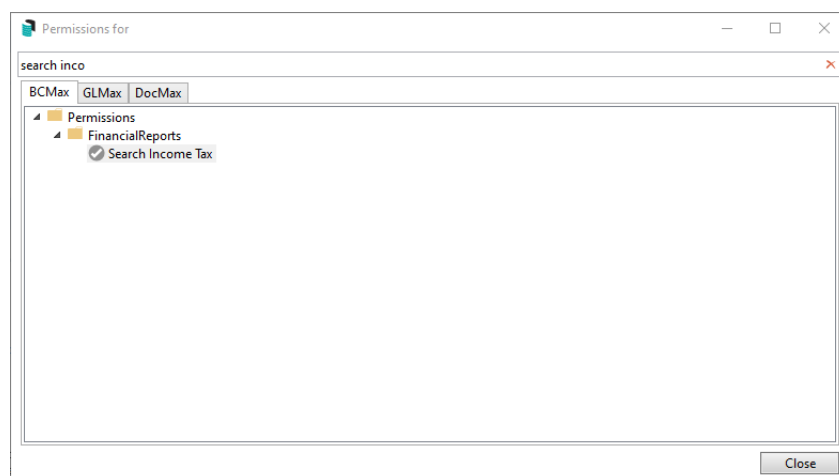 Permissions for
search inco
BCMax GLMax DocMax
Permissions
FinancialReports
Search Income Tax
Close